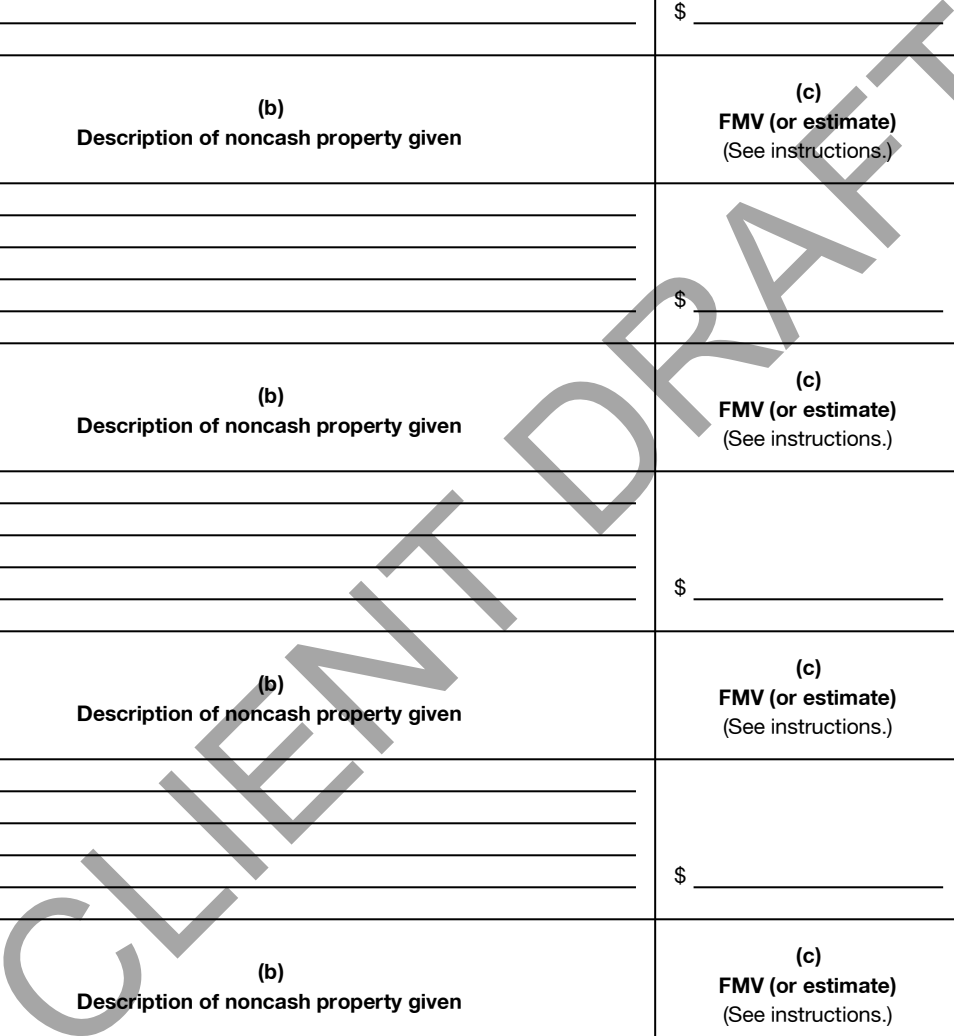 $
(b)
Description of noncash property given
(c)
FMV (or estimate)
(See instructions.)
$
(b)
Description of noncash property given
(c)
FMV (or estimate)
(See instructions.)
$
(b)
Description of noncash property given
(c)
FMV (or estimate)
(See instructions.)
$
(b)
Description of noncash property given
(c)
FMV (or estimate)
(See instructions.)
CLIENT DRAFT